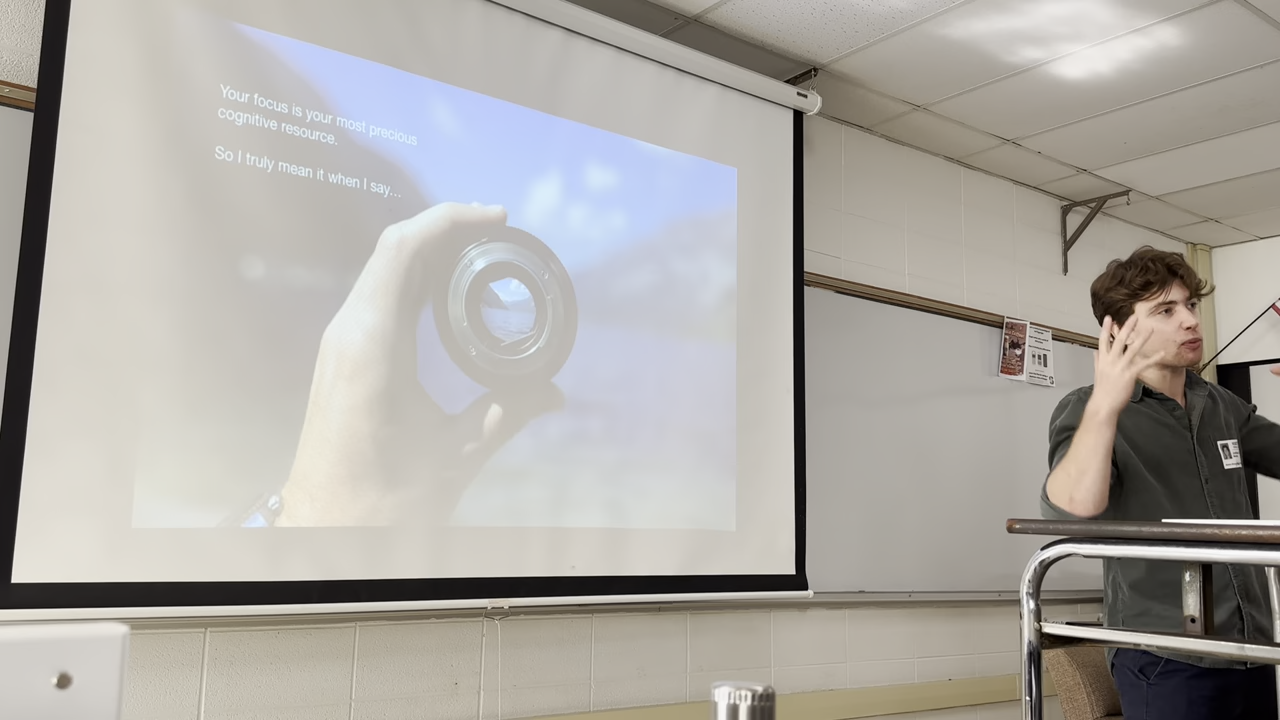 Your focus is your most precious
cognitive resource.
So I truly mean it when I say...